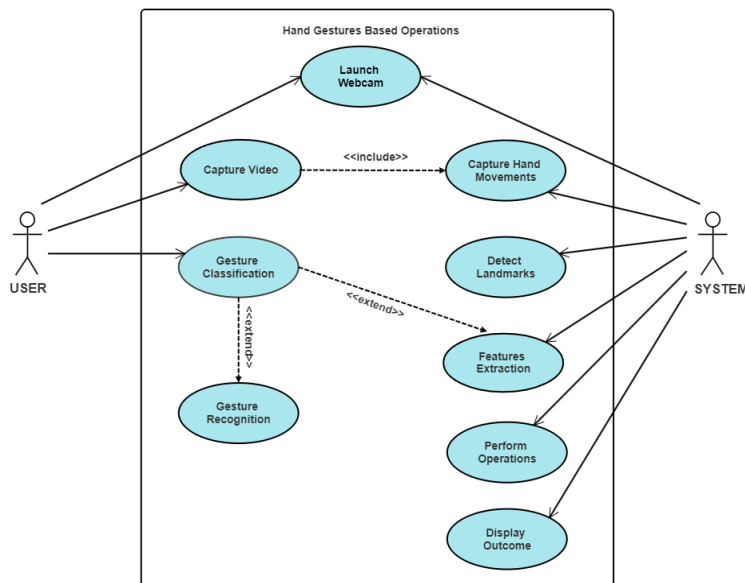 Hand Gestures Based Operations
Launch
Webcam
Capture Video
<<include>>
Capture Hand
Movements
USER
Gesture
Classification
Detect
Landmarks
SYSTEM
<<extend>>
<<extend>>
Features
Extraction
Gesture
Recognition
Perform
Operations
Display
Outcome